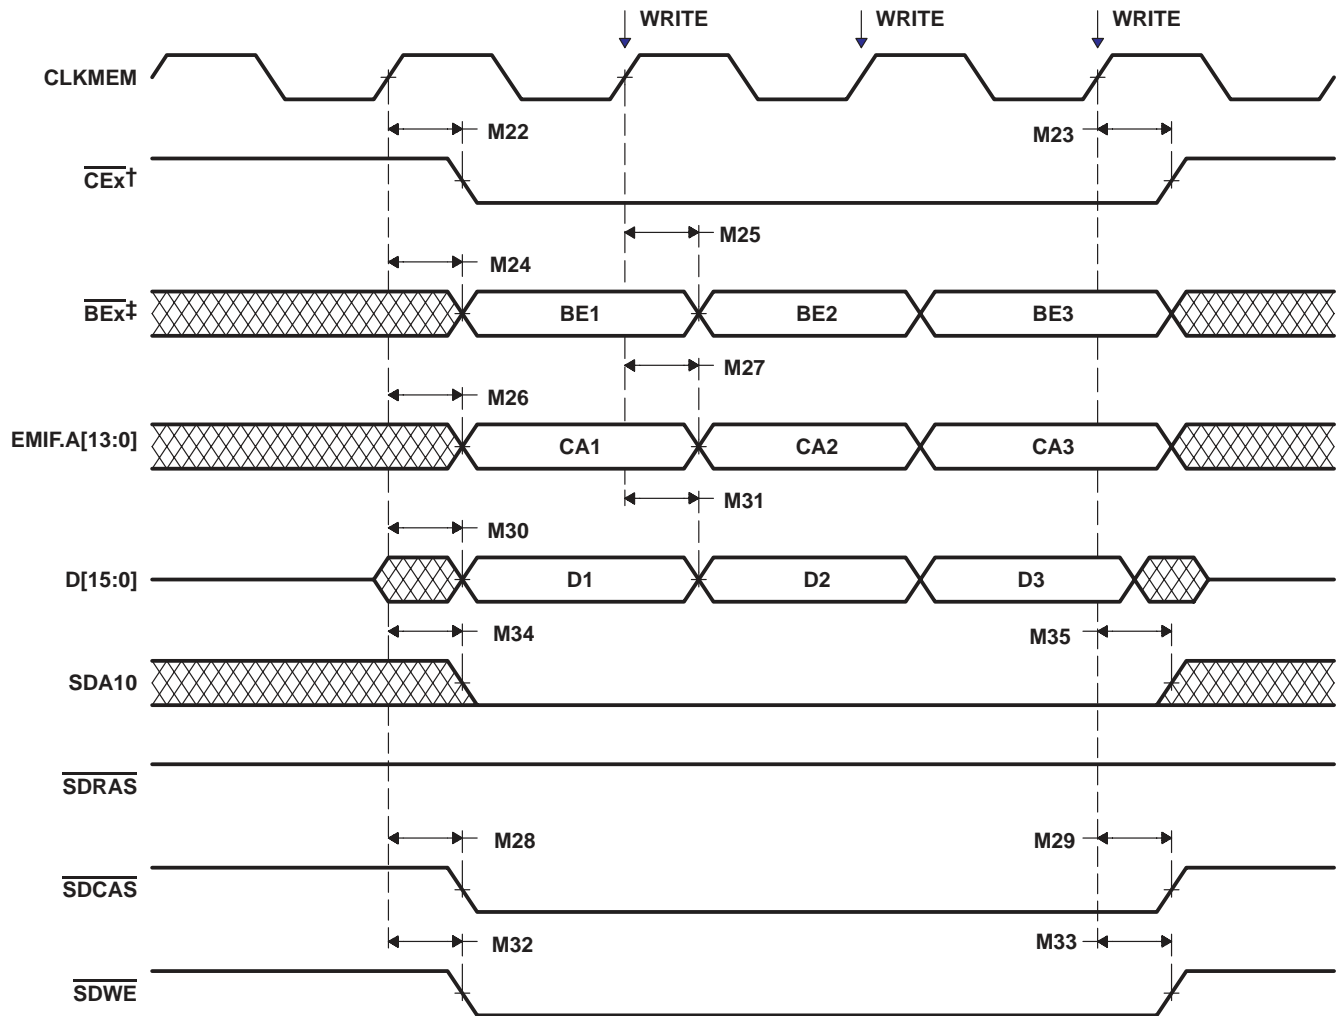 WRITE WRITE WRITE
CLKMEM
M22 M23
CEx†
M25
M24
BEx‡ BE1 BE2 BE3
M27
M26
EMIF.A[13:0] CA1 CA2 CA3
M31
M30
D[15:0] D1 D2 D3
M34 M35
SDA10
SDRAS
M28 M29
SDCAS
M32 M33
SDWE